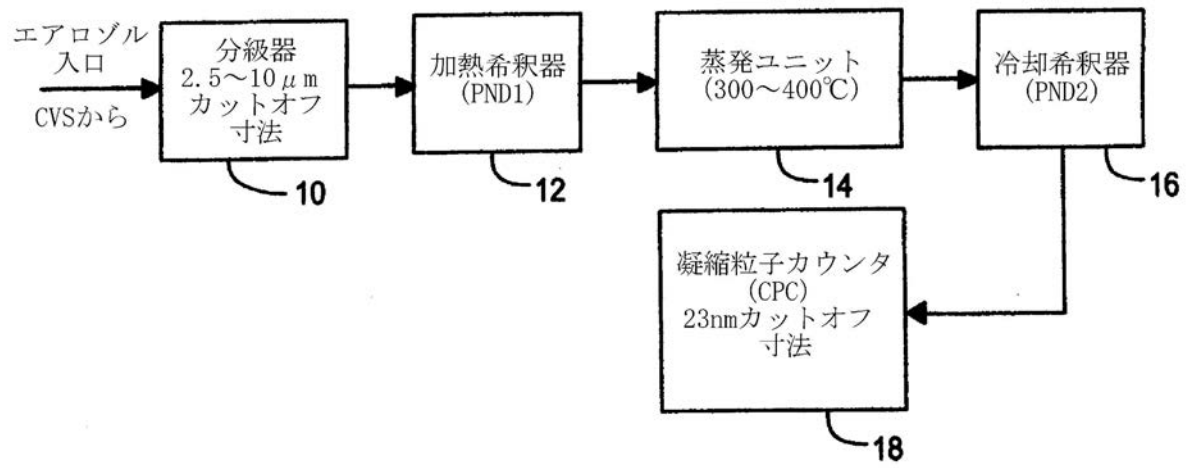 エアロゾル
入口
CVSから
分級器
2.5～10μm
カットオフ
寸法
10
加熱希釈器
(PND1)
12
蒸発ユニット
(300～400℃)
14
冷却希釈器
(PND2)
16
凝縮粒子カウンタ
(CPC)
23nmカットオフ
寸法
18